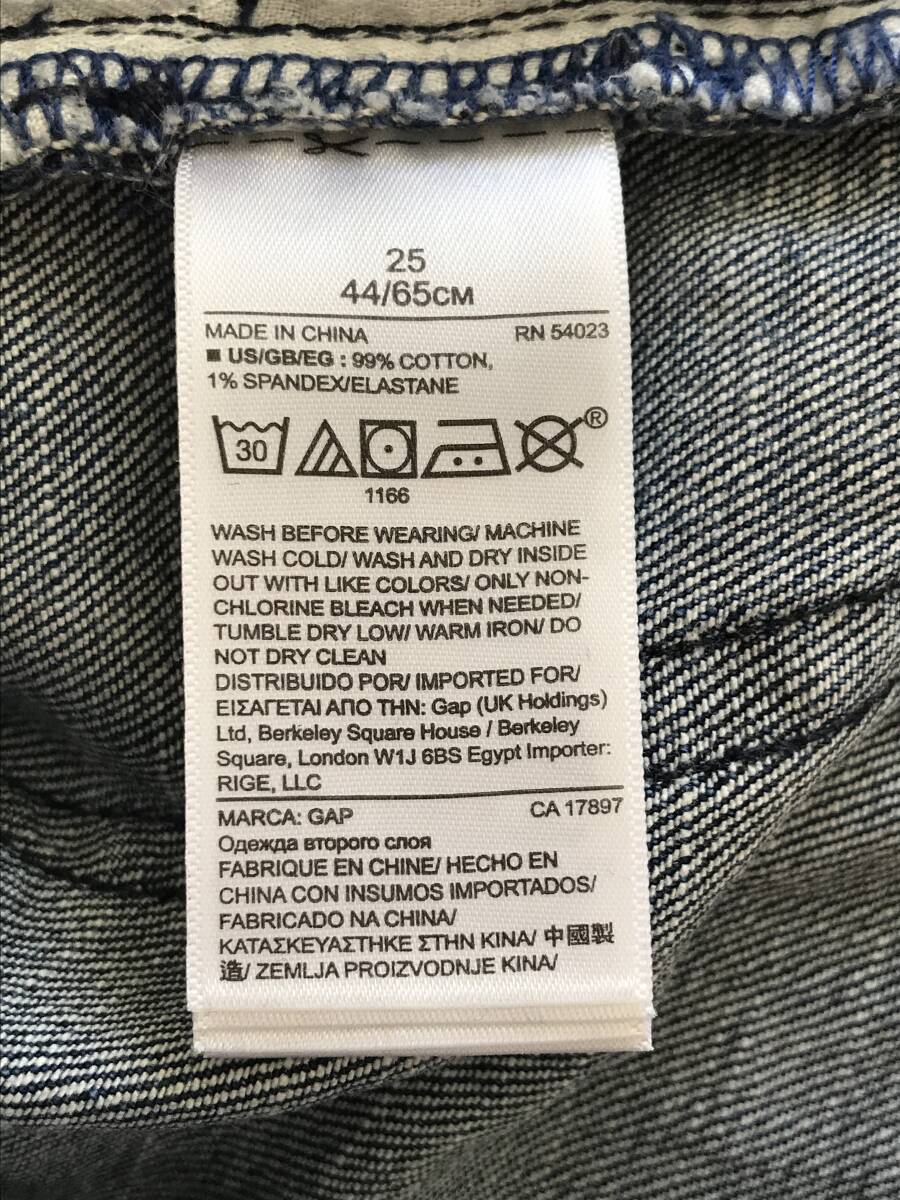 25
44/65CM
MADE IN CHINA RN 54023
■ US/GB/EG : 99% COTTON,
1% SPANDEX/ELASTANE
30 ®
1166
WASH BEFORE WEARING/ MACHINE
WASH COLD/ WASH AND DRY INSIDE
OUT WITH LIKE COLORS/ ONLY NON-
CHLORINE BLEACH WHEN NEEDED/
TUMBLE DRY LOW/ WARM IRON/ DO
NOT DRY CLEAN
DISTRIBUIDO POR/ IMPORTED FOR/
ΕΙΣΑΓΕΤΑΙ ΑΠΟ ΤΗΝ: Gap (UK Holdings)
Ltd, Berkeley Square House / Berkeley
Square, London W1J 6BS Egypt Importer:
RIGE, LLC
MARCA: GAP CA 17897
Одежда второго слоя
FABRIQUE EN CHINE/ HECHO EN
CHINA CON INSUMOS IMPORTADOS/
FABRICADO NA CHINA/
ΚΑΤΑΣΚΕΥΑΣΤΗΚΕ ΣΤΗΝ ΚΙΝΑ/ 中國製
造/ ZEMLJA PROIZVODNJE KINA/